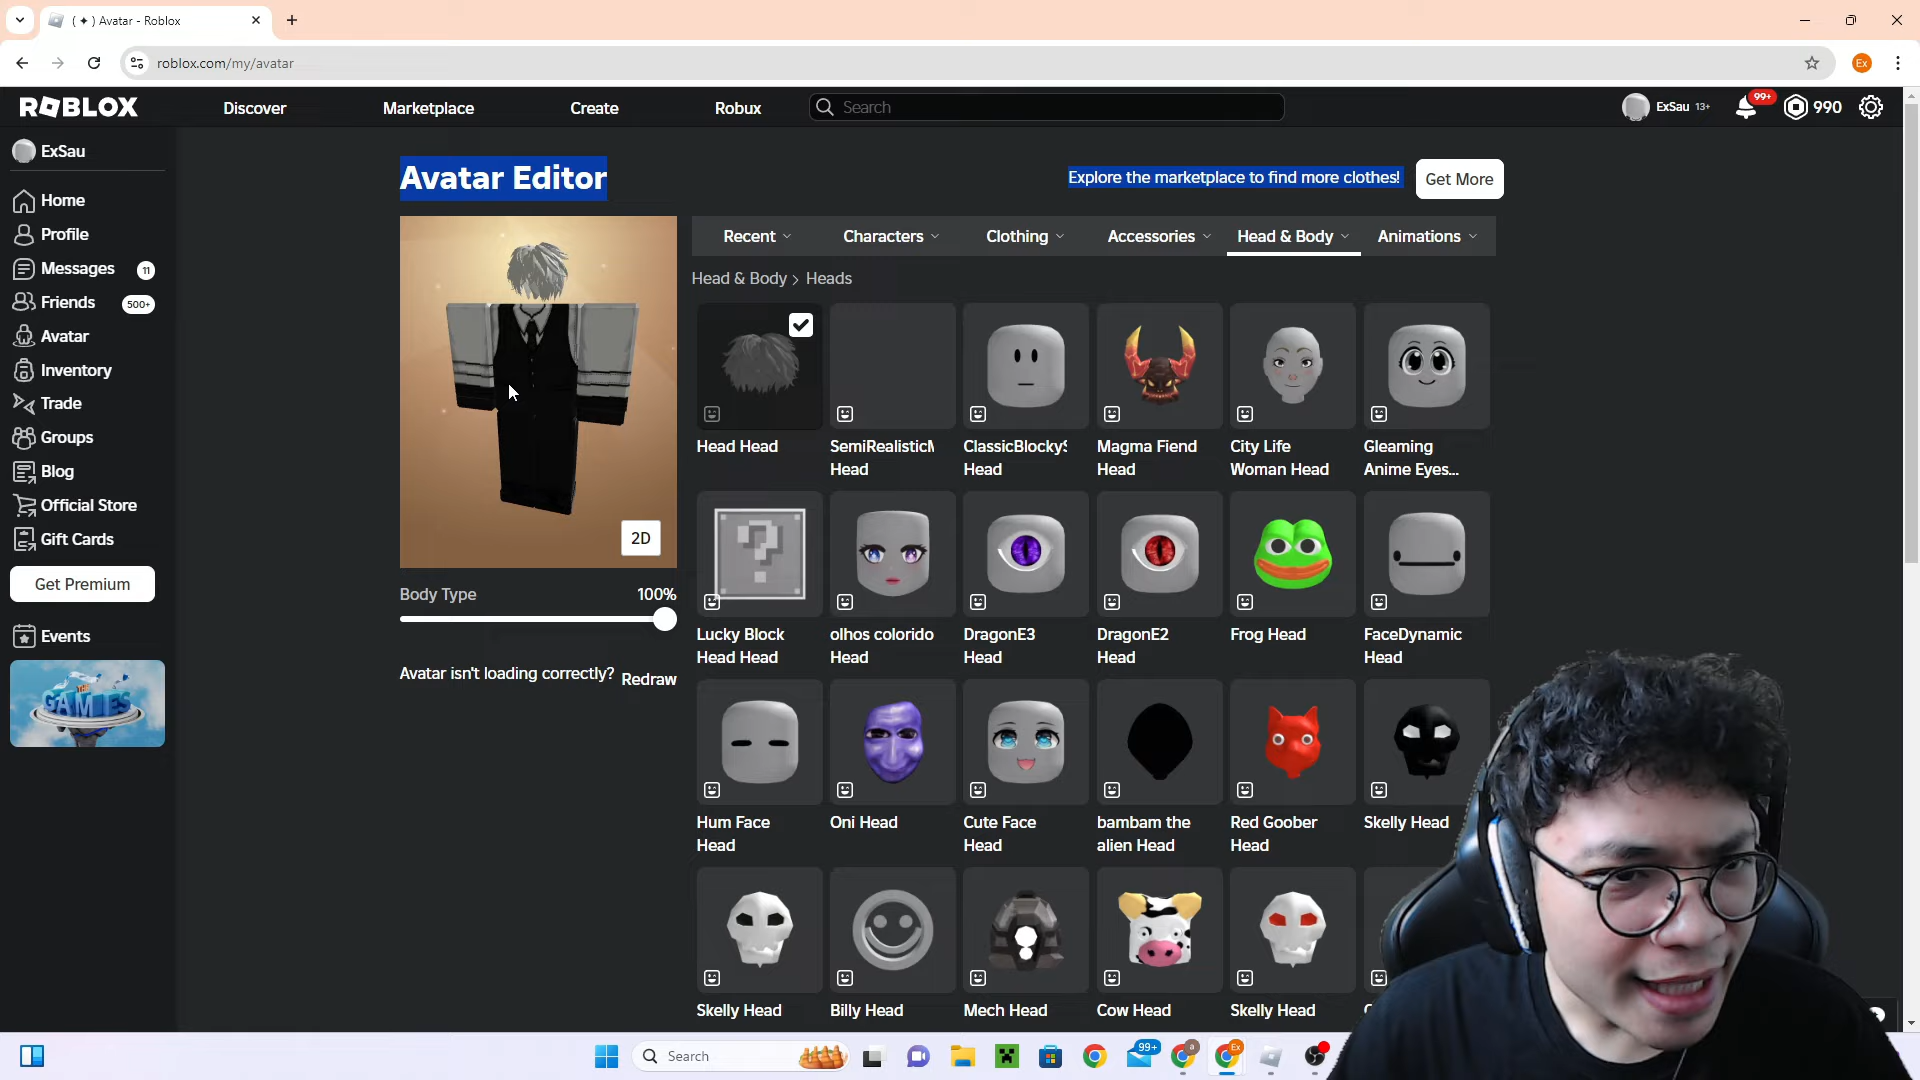 ( ✦ ) Avatar - Roblox
roblox.com/my/avatar
Ex
ROBLOX
Discover
Marketplace
Create
Robux
Search
ExSau 13+
99+
990
ExSau
Home
Profile
Messages 11
Friends 500+
Avatar
Inventory
Trade
Groups
Blog
Official Store
Gift Cards
Get Premium
Events
THE GAMES
Avatar Editor
Explore the marketplace to find more clothes!
Get More
2D
Body Type 100%
Avatar isn't loading correctly? Redraw
Recent
Characters
Clothing
Accessories
Head & Body
Animations
Head & Body > Heads
Head Head
SemiRealistic
Head
ClassicBlocky
Head
Magma Fiend
Head
City Life
Woman Head
Gleaming
Anime Eyes...
Lucky Block
Head Head
olhos colorido
Head
DragonE3
Head
DragonE2
Head
Frog Head
FaceDynamic
Head
Hum Face
Head
Oni Head
Cute Face
Head
bambam the
alien Head
Red Goober
Head
Skelly Head
Skelly Head
Billy Head
Mech Head
Cow Head
Skelly Head
Search
99+
a
Ex